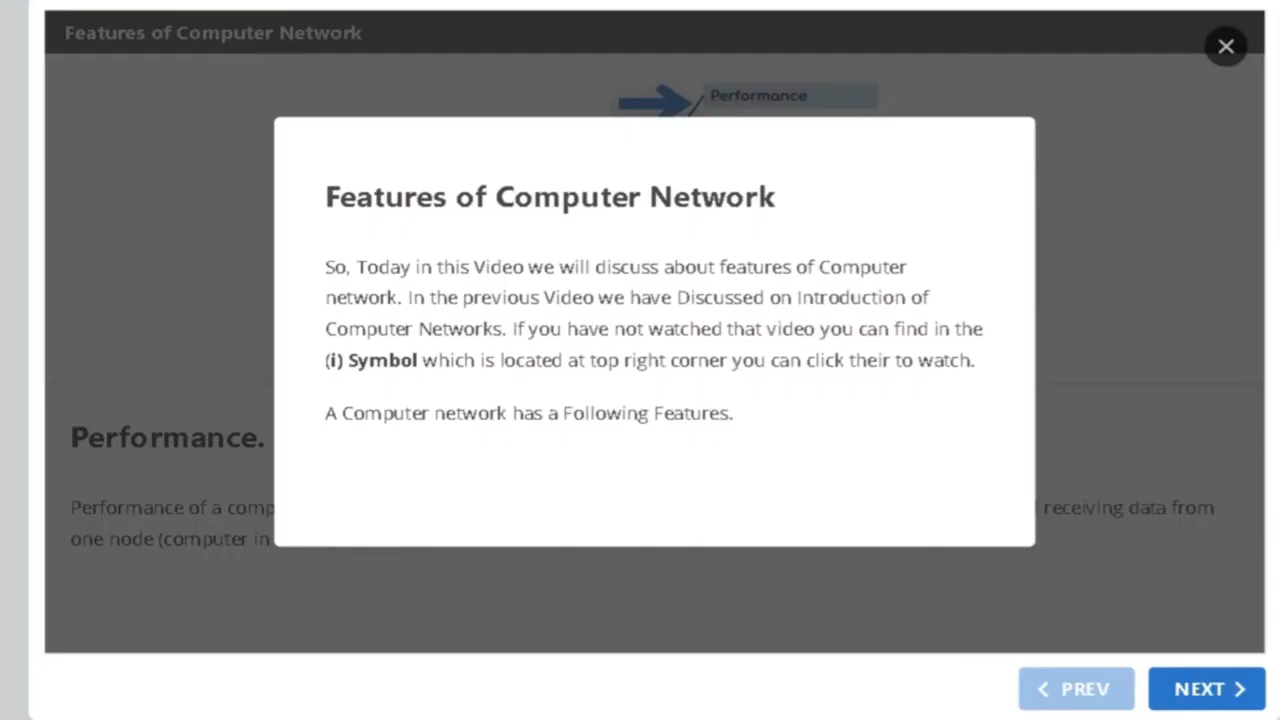 Features of Computer Network
Performance
Features of Computer Network
So, Today in this Video we will discuss about features of Computer
network. In the previous Video we have Discussed on Introduction of
Computer Networks. If you have not watched that video you can find in the
(i) Symbol which is located at top right corner you can click their to watch.
A Computer network has a Following Features.
Performance.
Performance of a comp
receiving data from
one node (computer in
PREV
NEXT